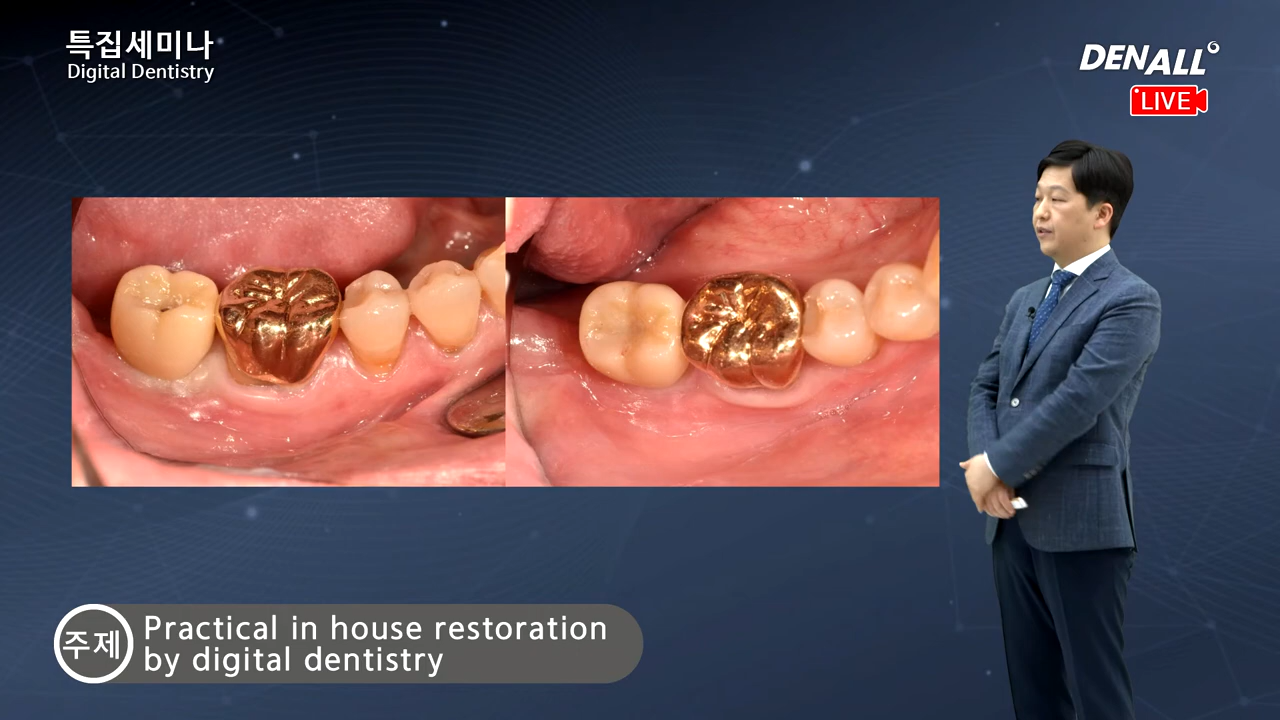 특집세미나
Digital Dentistry
DENALL
LIVE
주제
Practical in house restoration
by digital dentistry